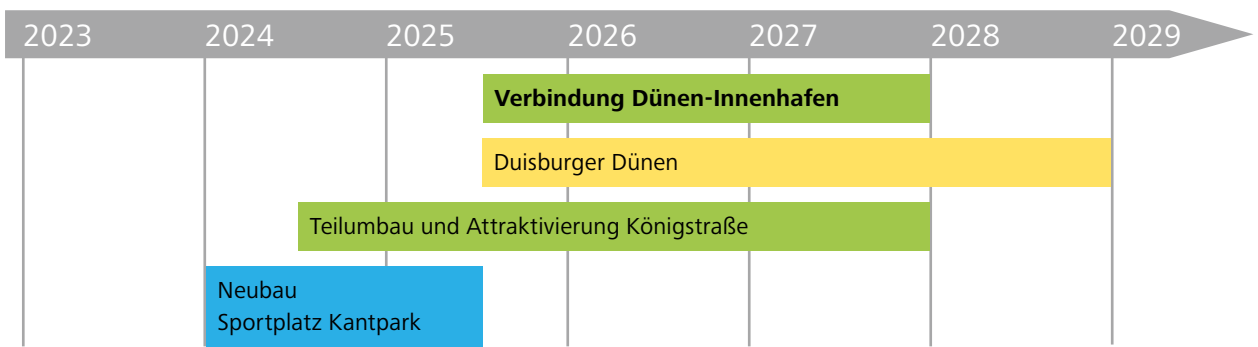 2023 2024 2025 2026 2027 2028 2029
Verbindung Dünen-Innenhafen
Duisburger Dünen
Teilumbau und Attraktivierung Königstraße
Neubau
Sportplatz Kantpark